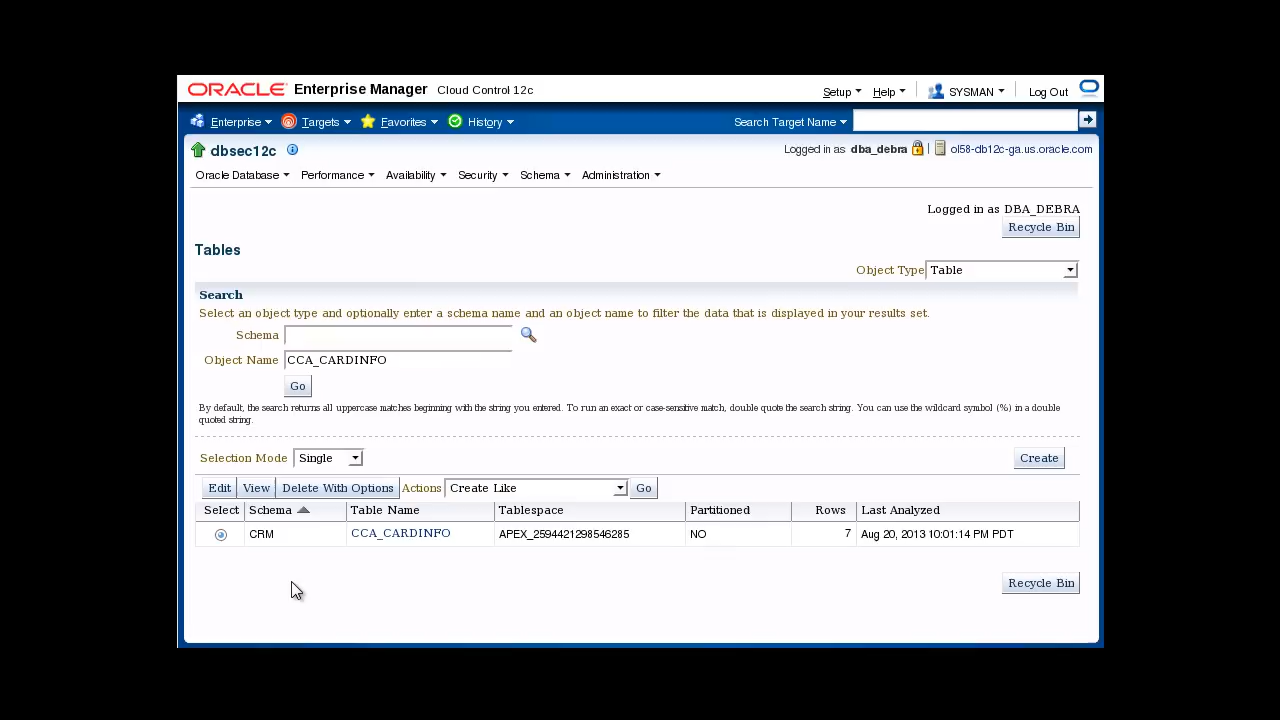 ORACLE Enterprise Manager Cloud Control 12c Setup Help SYSMAN Log Out
Enterprise Targets Favorites History Search Target Name
dbsec12c Logged in as dba_debra ol58-db12c-ga.us.oracle.com
Oracle Database Performance Availability Security Schema Administration
Logged in as DBA_DEBRA
Recycle Bin
Tables
Object Type Table
Search
Select an object type and optionally enter a schema name and an object name to filter the data that is displayed in your results set.
Schema
Object Name CCA_CARDINFO
Go
By default, the search returns all uppercase matches beginning with the string you entered. To run an exact or case-sensitive match, double quote the search string. You can use the wildcard symbol (%) in a double
quoted string.
Selection Mode Single Create
Edit View Delete With Options Actions Create Like Go
Select Schema Table Name Tablespace Partitioned Rows Last Analyzed
CRM CCA_CARDINFO APEX_2594421298546285 NO 7 Aug 20, 2013 10:01:14 PM PDT
Recycle Bin